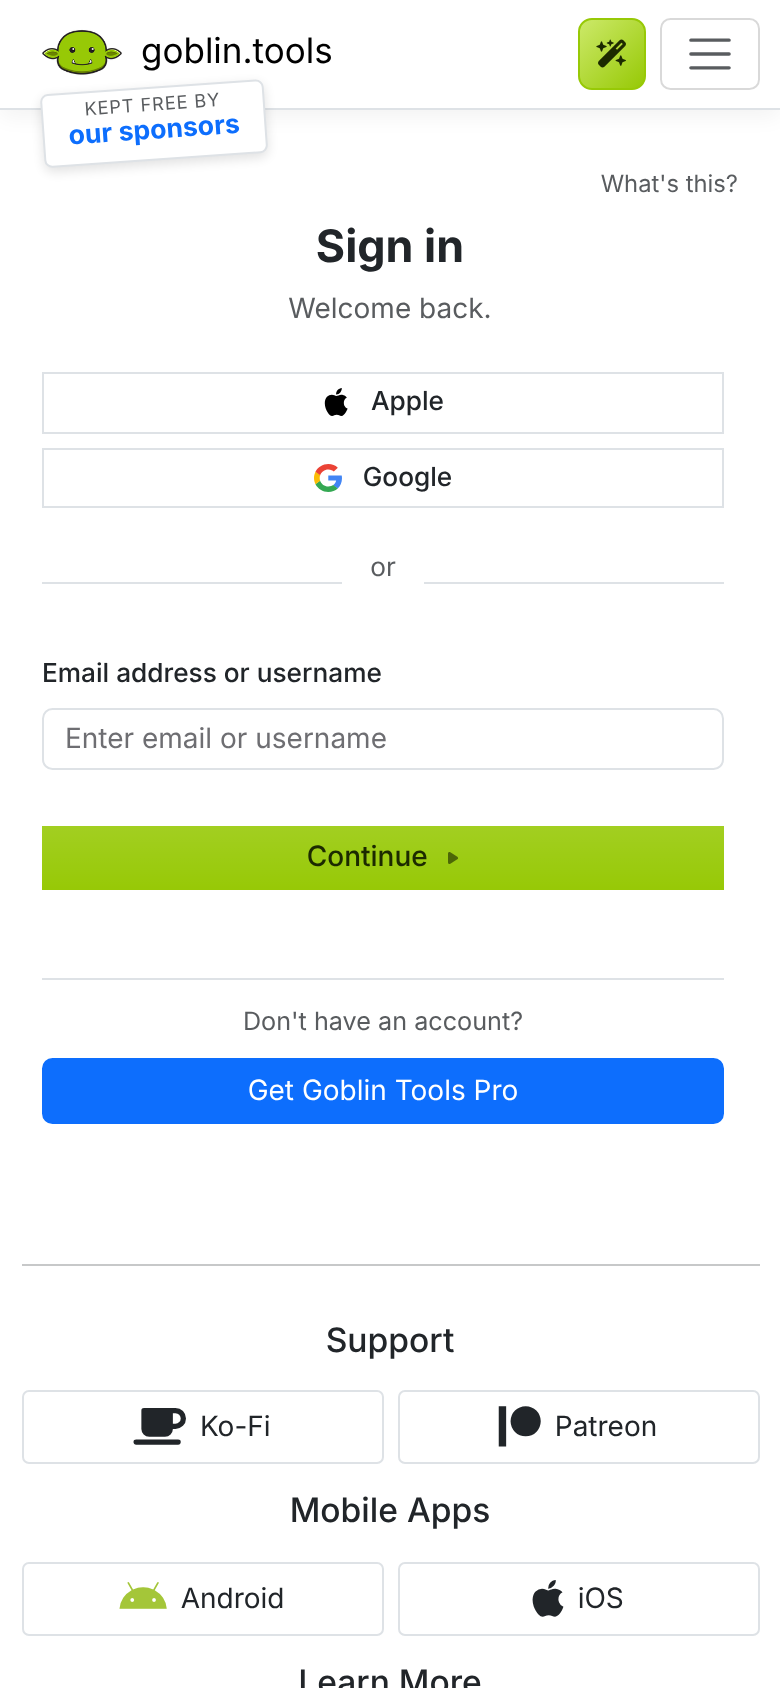 goblin.tools
KEPT FREE BY
our sponsors
What's this?
Sign in
Welcome back.
Apple
Google
or
Email address or username
Enter email or username
Continue
Don't have an account?
Get Goblin Tools Pro
Support
Ko-Fi
Patreon
Mobile Apps
Android
iOS
Learn More